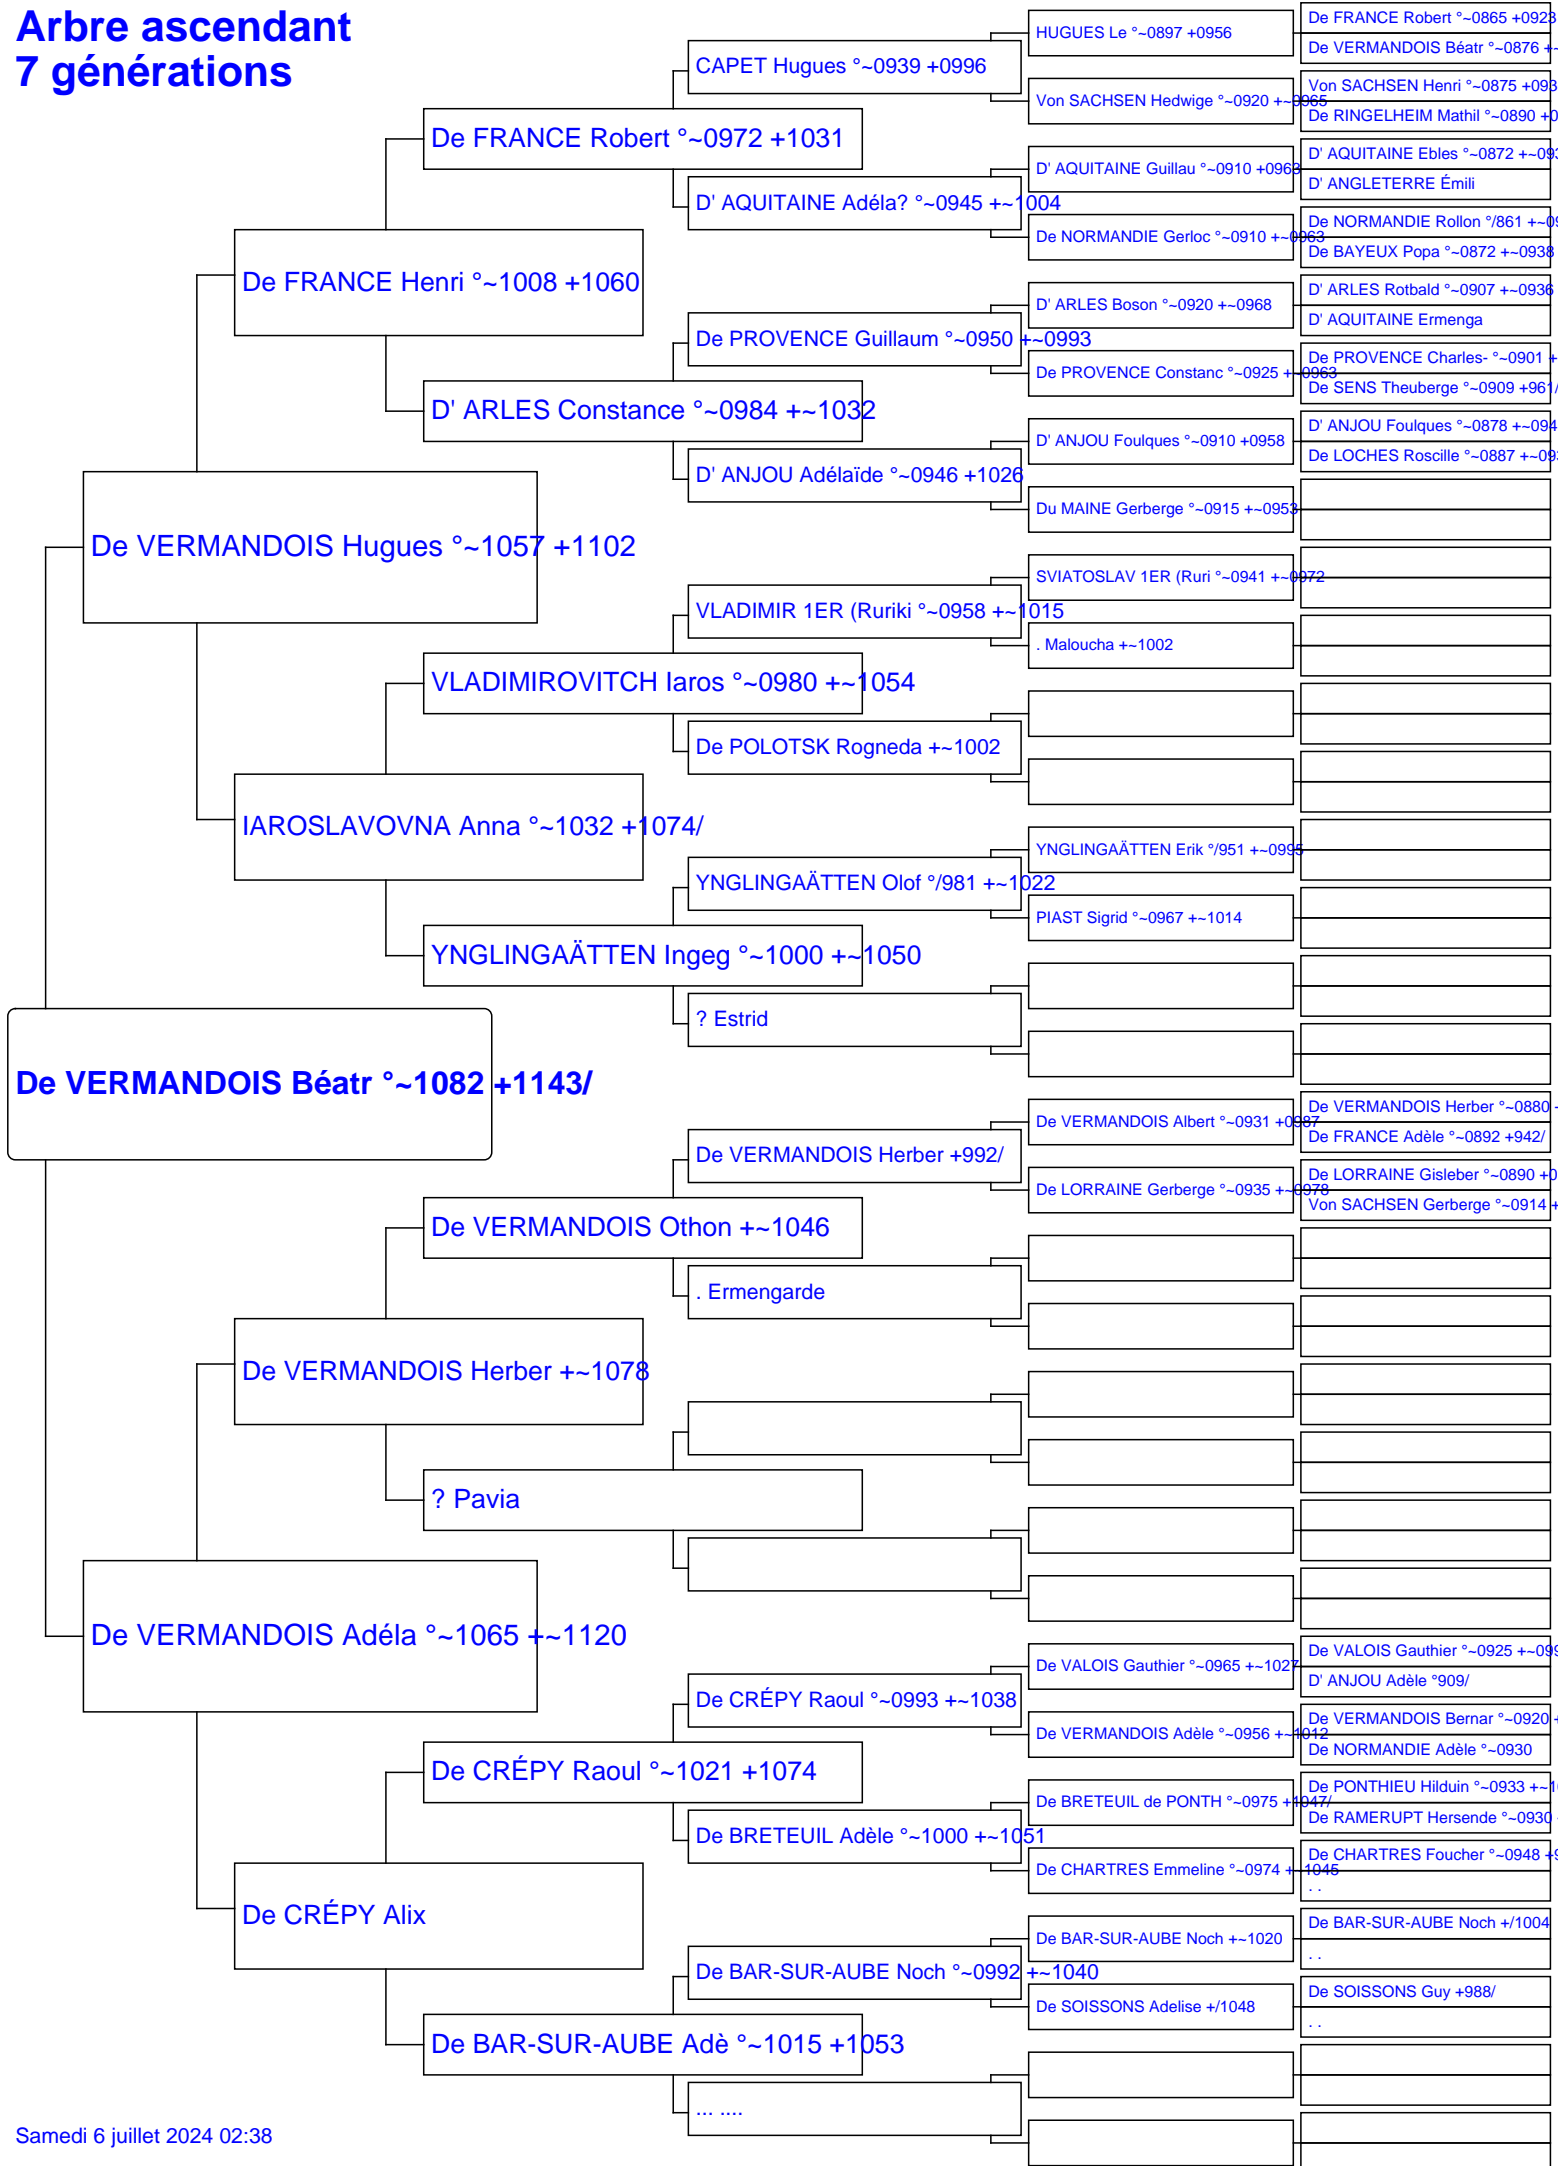 Arbre ascendant
7 générations
HUGUES Le °~0897 +0956
De FRANCE Robert °~0865 +0923
De VERMANDOIS Béatr °~0876 +~
CAPET Hugues °~0939 +0996
Von SACHSEN Hedwige °~0920 +~0965
Von SACHSEN Henri °~0875 +093
De RINGELHEIM Mathil °~0890 +0
De FRANCE Robert °~0972 +1031
D' AQUITAINE Guillau °~0910 +0963
D' AQUITAINE Ebles °~0872 +~093
D' ANGLETERRE Émili
D' AQUITAINE Adéla? °~0945 +~1004
De NORMANDIE Gerloc °~0910 +~0963
De NORMANDIE Rollon °/861 +~09
De BAYEUX Popa °~0872 +~0938
De FRANCE Henri °~1008 +1060
D' ARLES Boson °~0920 +~0968
D' ARLES Rotbald °~0907 +~0936
D' AQUITAINE Ermenga
De PROVENCE Guillaum °~0950 +~0993
De PROVENCE Constanc °~0925 +~0963
De PROVENCE Charles- °~0901 +
De SENS Theuberge °~0909 +961/
D' ARLES Constance °~0984 +~1032
D' ANJOU Foulques °~0910 +0958
D' ANJOU Foulques °~0878 +~094
De LOCHES Roscille °~0887 +~093
D' ANJOU Adélaïde °~0946 +1026
Du MAINE Gerberge °~0915 +~0953
De VERMANDOIS Hugues °~1057 +1102
SVIATOSLAV 1ER (Ruri °~0941 +~0972
VLADIMIR 1ER (Ruriki °~0958 +~1015
. Maloucha +~1002
VLADIMIROVITCH Iaros °~0980 +~1054
De POLOTSK Rogneda +~1002
IAROSLAVOVNA Anna °~1032 +1074/
YNGLINGAÄTTEN Erik °/951 +~0995
YNGLINGAÄTTEN Olof °/981 +~1022
PIAST Sigrid °~0967 +~1014
YNGLINGAÄTTEN Ingeg °~1000 +~1050
? Estrid
De VERMANDOIS Béatr °~1082 +1143/
De VERMANDOIS Albert °~0931 +0987
De VERMANDOIS Herber °~0880 +
De FRANCE Adèle °~0892 +942/
De VERMANDOIS Herber +992/
De LORRAINE Gerberge °~0935 +~0978
De LORRAINE Gisleber °~0890 +0
Von SACHSEN Gerberge °~0914 +
De VERMANDOIS Othon +~1046
. Ermengarde
De VERMANDOIS Herber +~1078
? Pavia
De VERMANDOIS Adéla °~1065 +~1120
De VALOIS Gauthier °~0965 +~1027
De VALOIS Gauthier °~0925 +~099
D' ANJOU Adèle °909/
De CRÉPY Raoul °~0993 +~1038
De VERMANDOIS Adèle °~0956 +~1012
De VERMANDOIS Bernar °~0920 +
De NORMANDIE Adèle °~0930
De CRÉPY Raoul °~1021 +1074
De BRETEUIL de PONTH °~0975 +1047/
De PONTHIEU Hilduin °~0933 +~10
De RAMERUPT Hersende °~0930 +
De BRETEUIL Adèle °~1000 +~1051
De CHARTRES Emmeline °~0974 +~1045
De CHARTRES Foucher °~0948 +9
. .
De CRÉPY Alix
De BAR-SUR-AUBE Noch +~1020
De BAR-SUR-AUBE Noch +/1004
. .
De BAR-SUR-AUBE Noch °~0992 +~1040
De SOISSONS Adelise +/1048
De SOISSONS Guy +988/
. .
De BAR-SUR-AUBE Adè °~1015 +1053
... ....
Samedi 6 juillet 2024 02:38